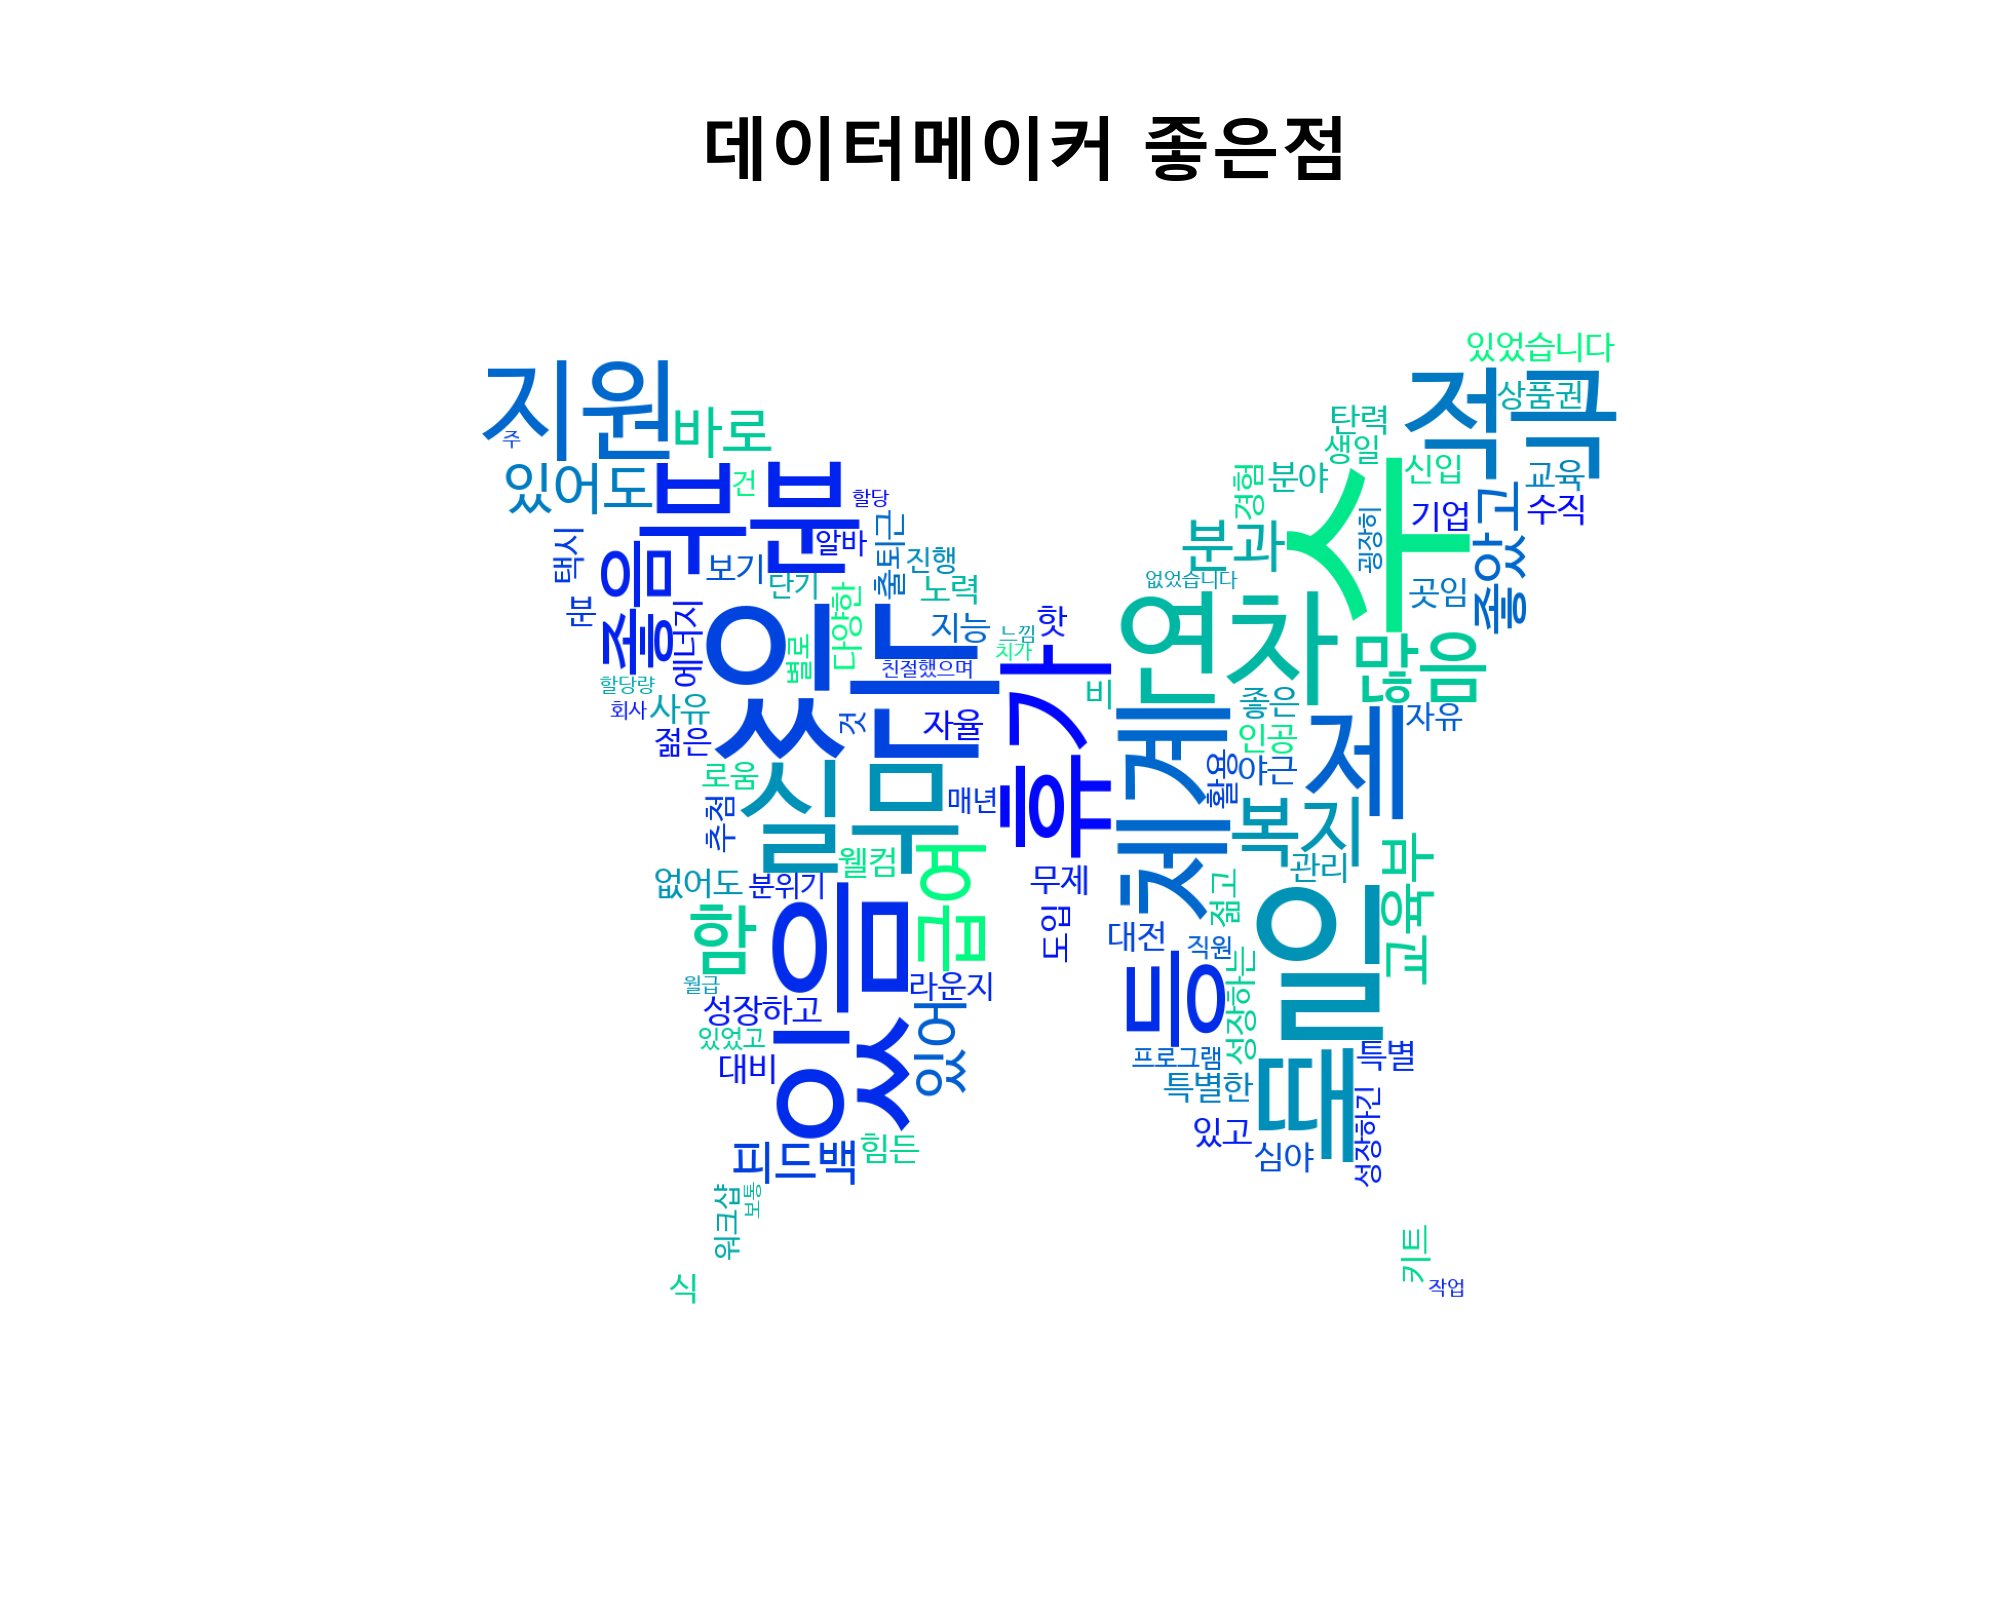 데이터메이커 좋은점
있었습니다
지원
적극
상품권
바로
탄력
생일
주
있어도
부분
건
할당
경험
분야
수
신입
교육
기업
수직
좋았고
굉장히
택시
좋음
보기
알바
출퇴근
진행
분과
단기
다양한
노력
없었습니다
곳임
분
에너지
있
다
별로
지능
느낌
치가
핫
연차
많음
친절했으며
휴가
비
할당량
회사
사유
것
자율
좋은
자유
젊은
체계
인공
제
로움
실무
매년
활용
야근
추첨
복지
웰컴
급여
관리
교육부
없어도
분위기
무제
젊고
일
함
있음
도입
대전
직원
등
월급
라운지
성장하고
성장하는
있었고
있어
대비
프로그램
특별
특별한
때
있고
성장하긴
피드백
힘든
심야
워크샵
보통
키트
식
작업